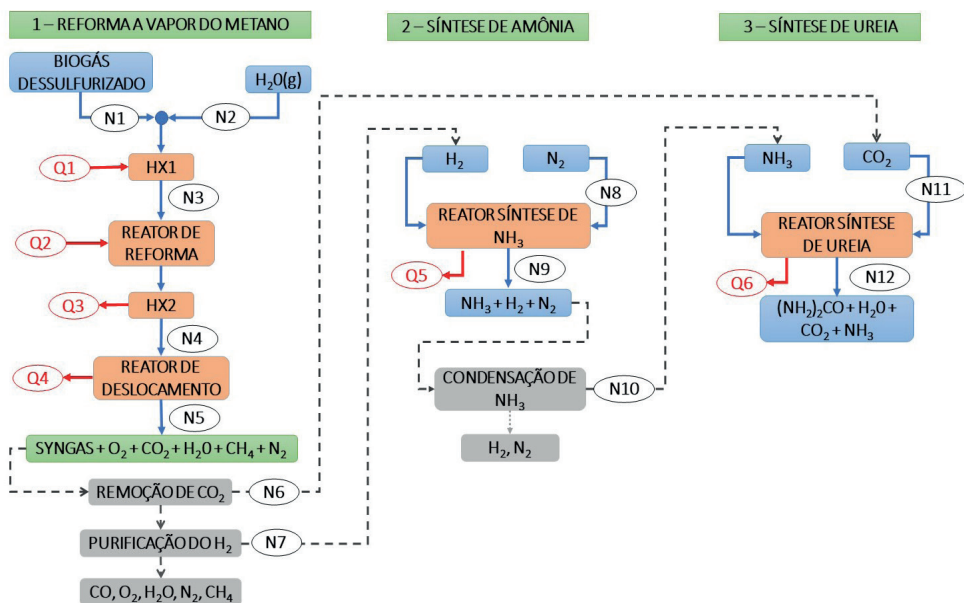 1 – REFORMA A VAPOR DO METANO
BIOGÁS
DESSULFURIZADO
H₂0(g)
N1
N2
Q1
HX1
N3
Q2
REATOR DE
REFORMA
Q3
HX2
N4
Q4
REATOR DE
DESLOCAMENTO
N5
SYNGAS + O₂ + CO₂ + H₂0 + CH₄ + N₂
REMOÇÃO DE CO₂
N6
PURIFICAÇÃO DO H₂
N7
CO, O₂, H₂O, N₂, CH₄
2 – SÍNTESE DE AMÔNIA
H₂
N₂
N8
REATOR SÍNTESE DE
NH₃
Q5
N9
NH₃ + H₂ + N₂
CONDENSAÇÃO DE
NH₃
N10
H₂, N₂
3 – SÍNTESE DE UREIA
NH₃
CO₂
N11
REATOR SÍNTESE
DE UREIA
Q6
N12
(NH₂)₂CO + H₂O +
CO₂ + NH₃